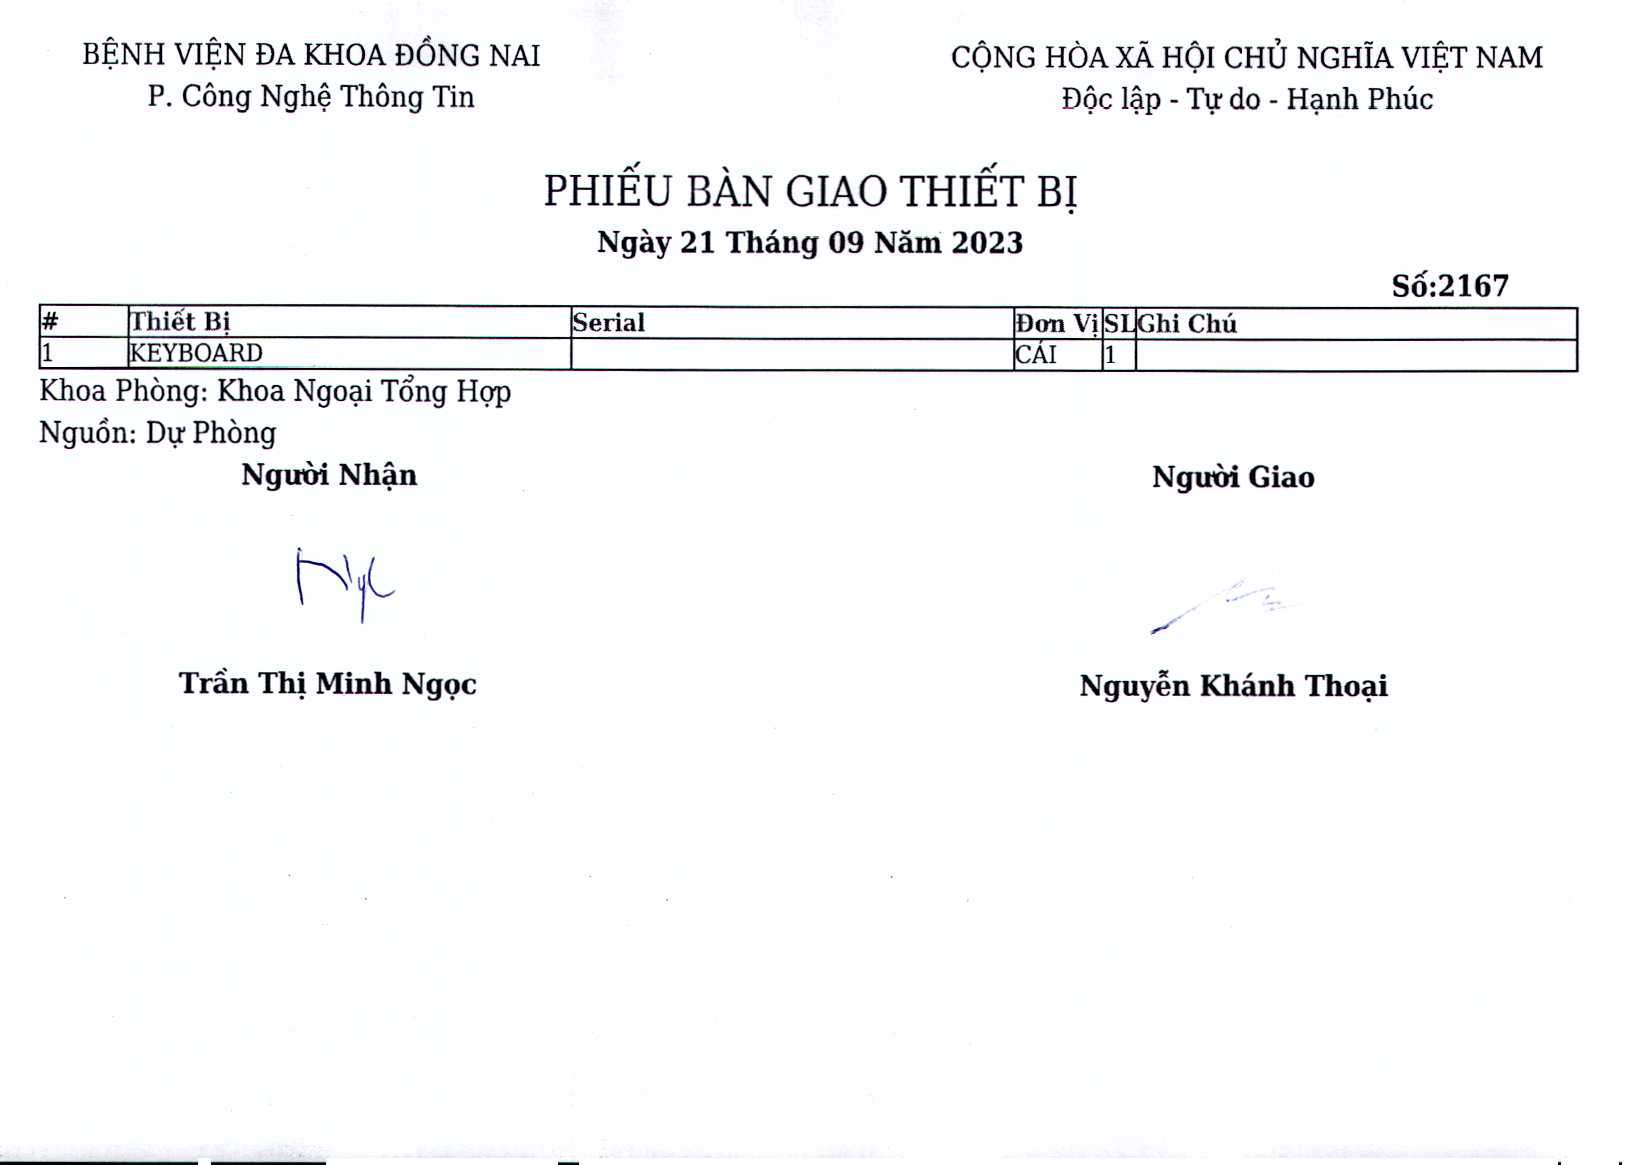 BỆNH VIỆN ĐA KHOA ĐỒNG NAI
P. Công Nghệ Thông Tin
CỘNG HÒA XÃ HỘI CHỦ NGHĨA VIỆT NAM
Độc lập - Tự do - Hạnh Phúc
PHIẾU BÀN GIAO THIẾT BỊ
Ngày 21 Tháng 09 Năm 2023
Số:2167
# Thiết Bị Serial Đơn Vị SL Ghi Chú
1 KEYBOARD CÁI 1
Khoa Phòng: Khoa Ngoại Tổng Hợp
Nguồn: Dự Phòng
Người Nhận Người Giao
Trần Thị Minh Ngọc Nguyễn Khánh Thoại